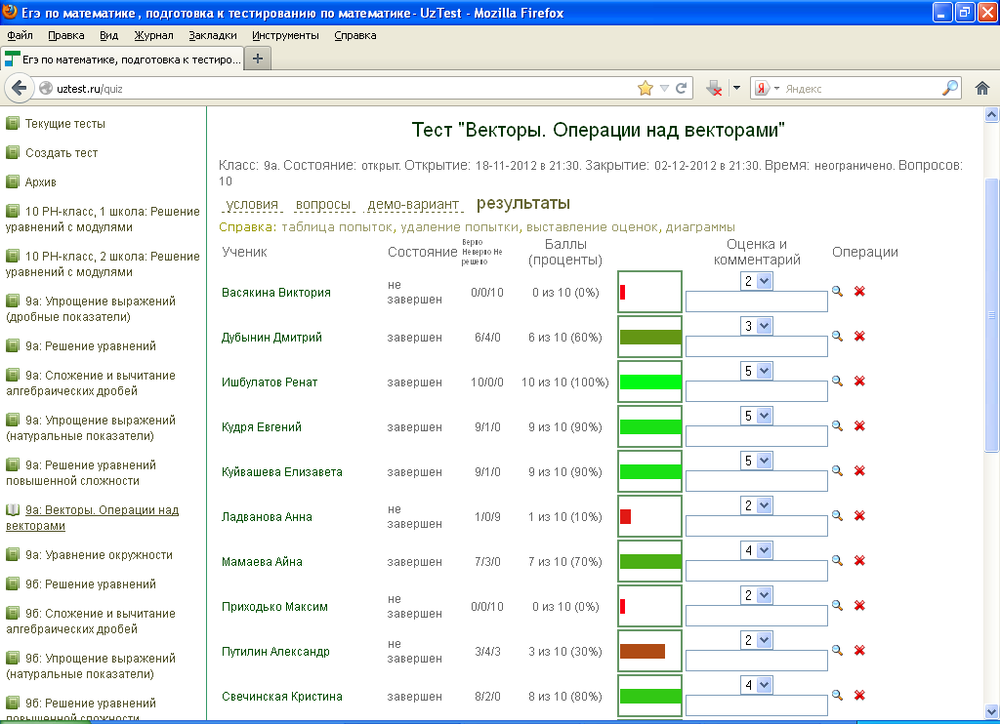 Егэ по математике , подготовка к тестированию по математике- UzTest - Mozilla Firefox
Файл Правка Вид Журнал Закладки Инструменты Справка
Егэ по математике, подготовка к тестиро...
uztest.ru/quiz
Яндекс
Текущие тесты
Создать тест
Архив
10 РН-класс, 1 школа: Решение
уравнений с модулями
10 РН-класс, 2 школа: Решение
уравнений с модулями
9а: Упрощение выражений
(дробные показатели)
9а: Решение уравнений
9а: Сложение и вычитание
алгебраических дробей
9а: Упрощение выражений
(натуральные показатели)
9а: Решение уравнений
повышенной сложности
9а: Векторы. Операции над
векторами
9а: Уравнение окружности
9б: Решение уравнений
9б: Сложение и вычитание
алгебраических дробей
9б: Упрощение выражений
(натуральные показатели)
9б: Решение уравнений
повышенной сложности
Тест "Векторы. Операции над векторами"
Класс: 9а. Состояние: открыт. Открытие: 18-11-2012 в 21:30. Закрытие: 02-12-2012 в 21:30. Время: неограничено. Вопросов:
10
условия вопросы демо-вариант результаты
Справка: таблица попыток, удаление попытки, выставление оценок, диаграммы
Ученик Состояние Верно Неверно Не решено Баллы (проценты) Оценка и комментарий Операции
Васякина Виктория не завершен 0/0/10 0 из 10 (0%) 2
Дубынин Дмитрий завершен 6/4/0 6 из 10 (60%) 3
Ишбулатов Ренат завершен 10/0/0 10 из 10 (100%) 5
Кудря Евгений завершен 9/1/0 9 из 10 (90%) 5
Куйвашева Елизавета завершен 9/1/0 9 из 10 (90%) 5
Ладванова Анна не завершен 1/0/9 1 из 10 (10%) 2
Мамаева Айна завершен 7/3/0 7 из 10 (70%) 4
Приходько Максим не завершен 0/0/10 0 из 10 (0%) 2
Путилин Александр не завершен 3/4/3 3 из 10 (30%) 2
Свечинская Кристина завершен 8/2/0 8 из 10 (80%) 4